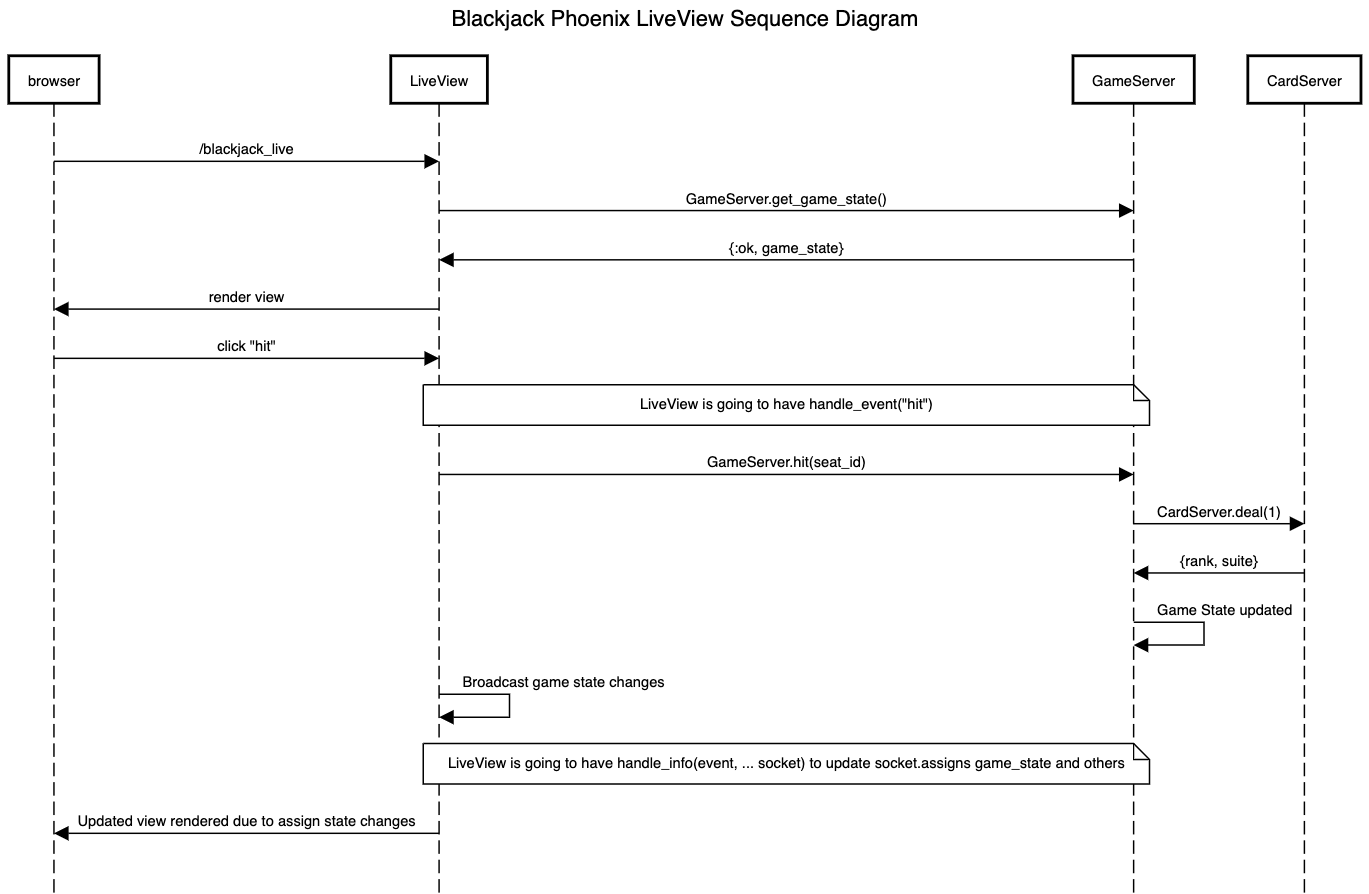 Blackjack Phoenix LiveView Sequence Diagram
browser
LiveView
GameServer
CardServer
/blackjack_live
GameServer.get_game_state()
{:ok, game_state}
render view
click "hit"
LiveView is going to have handle_event("hit")
GameServer.hit(seat_id)
CardServer.deal(1)
{rank, suite}
Game State updated
Broadcast game state changes
LiveView is going to have handle_info(event, ... socket) to update socket.assigns game_state and others
Updated view rendered due to assign state changes